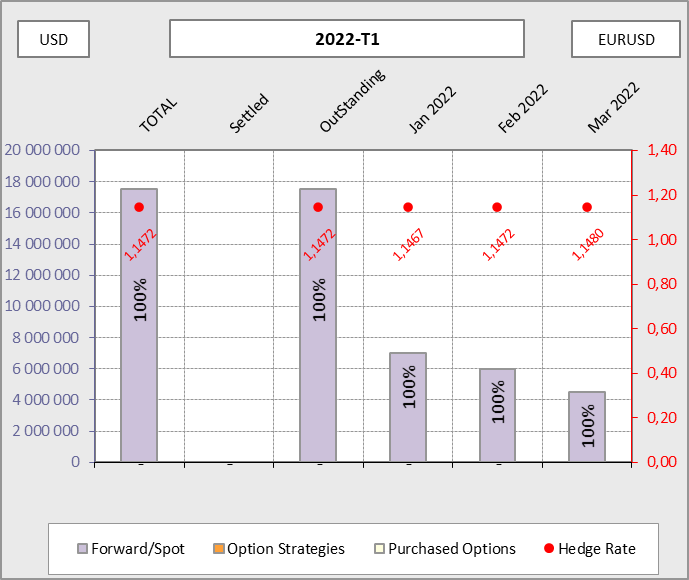 USD 2022-T1 EURUSD
TOTAL Settled OutStanding Jan 2022 Feb 2022 Mar 2022
20 000 000 1,40
18 000 000
1,20
16 000 000
1,1472 1,1472 1,1467 1,1472 1,1480
14 000 000 1,00
12 000 000
0,80
10 000 000
100% 100%
8 000 000 0,60
6 000 000
0,40
100% 100% 100%
4 000 000
0,20
2 000 000
0 0,00
- - - - - -
Forward/Spot Option Strategies Purchased Options Hedge Rate